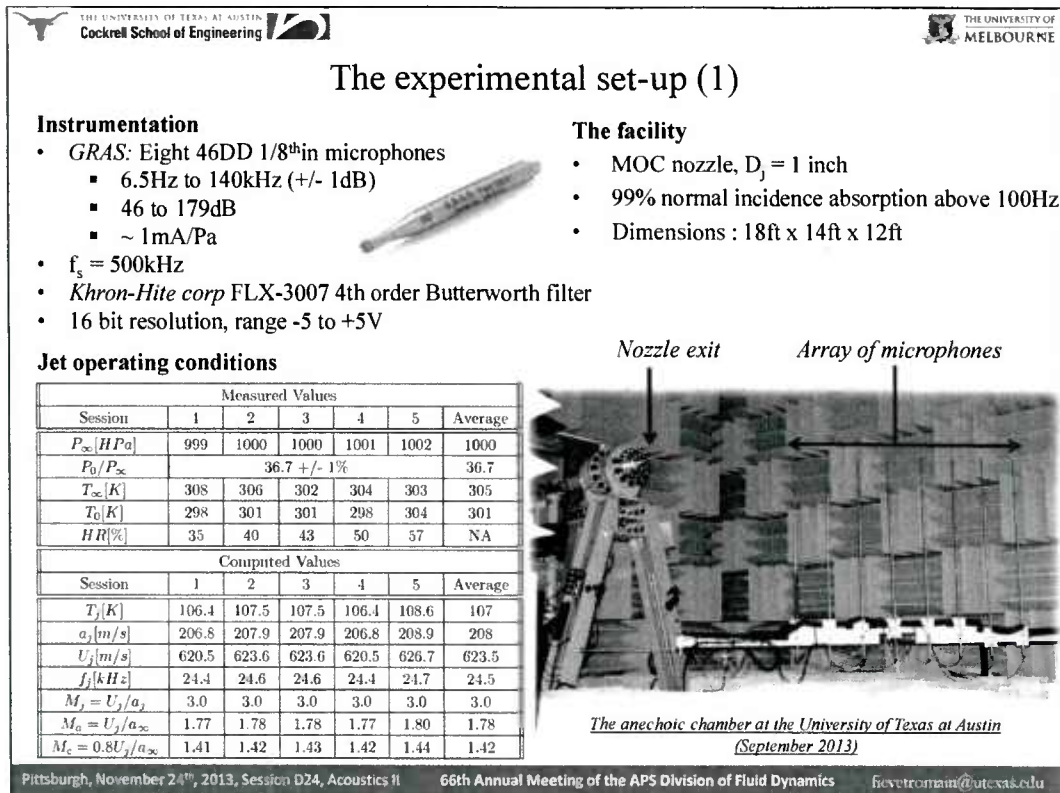 THE UNIVERSITY OF TEXAS AT AUSTIN
Cockrell School of Engineering
THE UNIVERSITY OF
MELBOURNE
The experimental set-up (1)
Instrumentation
• GRAS: Eight 46DD 1/8thin microphones
▪ 6.5Hz to 140kHz (+/- 1dB)
▪ 46 to 179dB
▪ ~ 1mA/Pa
• fs = 500kHz
• Khron-Hite corp FLX-3007 4th order Butterworth filter
• 16 bit resolution, range -5 to +5V
The facility
• MOC nozzle, Dj = 1 inch
• 99% normal incidence absorption above 100Hz
• Dimensions : 18ft x 14ft x 12ft
Jet operating conditions
Measured Values
Session 1 2 3 4 5 Average
P∞[HPa] 999 1000 1000 1001 1002 1000
P0/P∞ 36.7 +/- 1% 36.7
T∞[K] 308 306 302 304 303 305
T0[K] 298 301 301 298 304 301
HR[%] 35 40 43 50 57 NA
Computed Values
Session 1 2 3 4 5 Average
Tj[K] 106.4 107.5 107.5 106.4 108.6 107
aj[m/s] 206.8 207.9 207.9 206.8 208.9 208
Uj[m/s] 620.5 623.6 623.6 620.5 626.7 623.5
fj[kHz] 24.4 24.6 24.6 24.4 24.7 24.5
Mj = Uj/aj 3.0 3.0 3.0 3.0 3.0 3.0
Ma = Uj/a∞ 1.77 1.78 1.78 1.77 1.80 1.78
Mc = 0.8Uj/a∞ 1.41 1.42 1.43 1.42 1.44 1.42
Nozzle exit
Array of microphones
The anechoic chamber at the University of Texas at Austin
(September 2013)
Pittsburgh, November 24th, 2013, Session D24, Acoustics II
66th Annual Meeting of the APS Division of Fluid Dynamics
fievetromain@utexas.edu